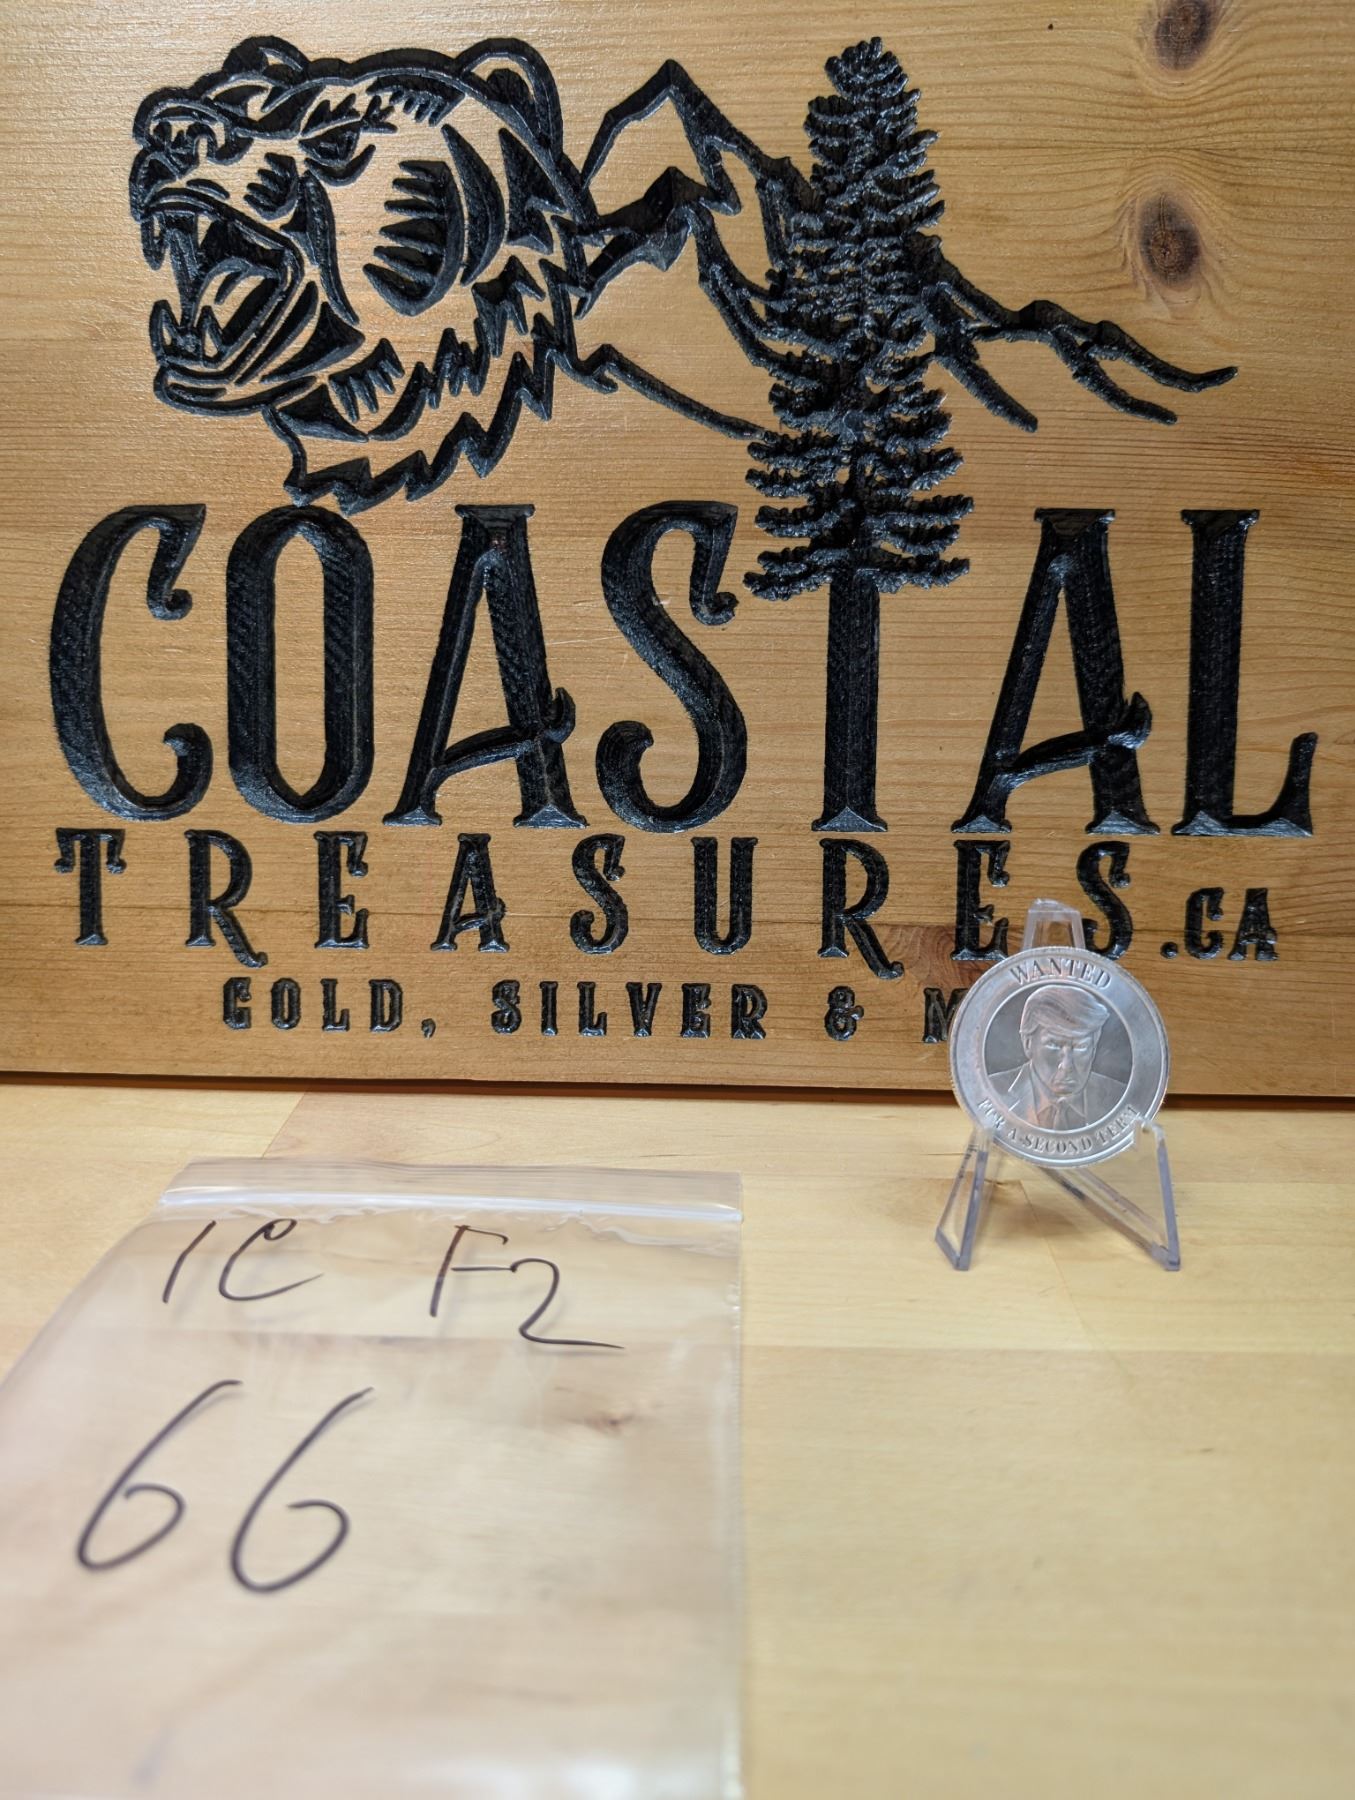 COASTAL
TREASURES.CA
GOLD, SILVER & M
WANTED
FOR A SECOND TERM
1C F2
66